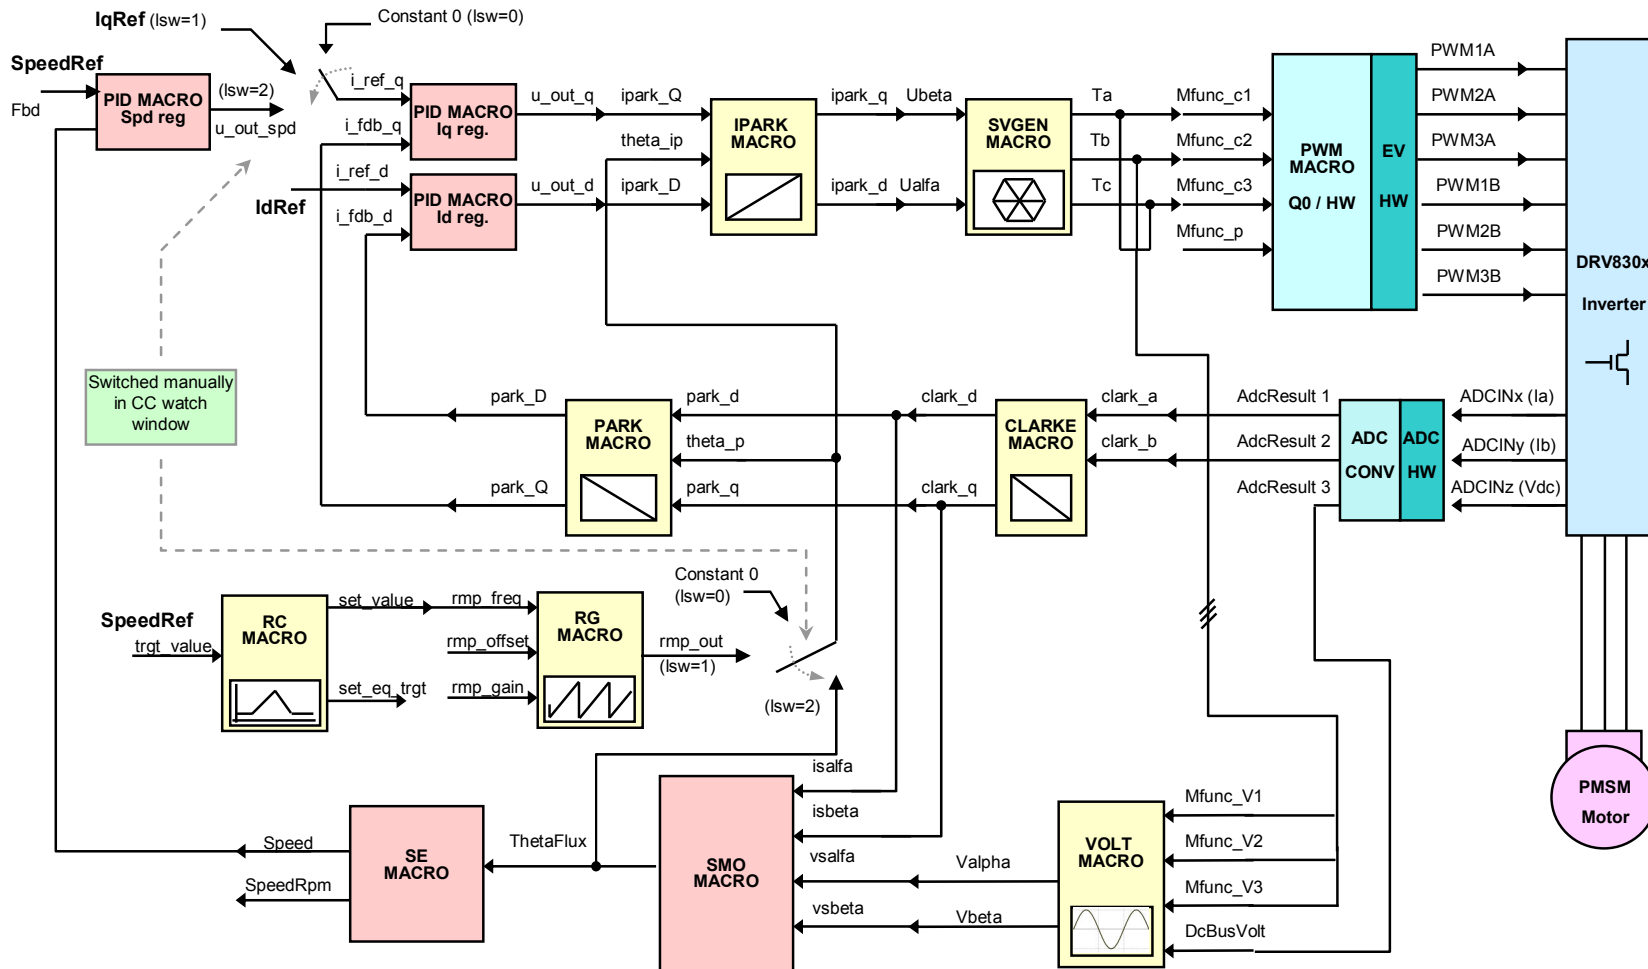 IqRef (lsw=1)
Constant 0 (lsw=0)
SpeedRef
Fbd
PID MACRO
Spd reg
(lsw=2)
u_out_spd
i_ref_q
i_fdb_q
PID MACRO
Iq reg.
u_out_q
ipark_Q
theta_ip
i_ref_d
IdRef
i_fdb_d
PID MACRO
Id reg.
u_out_d
ipark_D
IPARK
MACRO
ipark_q
Ubeta
ipark_d
Ualfa
SVGEN
MACRO
Ta
Tb
Tc
Mfunc_c1
Mfunc_c2
Mfunc_c3
Mfunc_p
PWM
MACRO
Q0 / HW
EV
HW
PWM1A
PWM2A
PWM3A
PWM1B
PWM2B
PWM3B
DRV830x
Inverter
Switched manually
in CC watch
window
park_D
park_Q
PARK
MACRO
park_d
theta_p
park_q
clark_d
clark_q
CLARKE
MACRO
clark_a
clark_b
AdcResult 1
AdcResult 2
AdcResult 3
ADC
CONV
ADC
HW
ADCINx (Ia)
ADCINy (Ib)
ADCINz (Vdc)
SpeedRef
trgt_value
RC
MACRO
set_value
set_eq_trgt
rmp_freq
rmp_offset
rmp_gain
RG
MACRO
rmp_out
(lsw=1)
Constant 0
(lsw=0)
(lsw=2)
PMSM
Motor
Speed
SpeedRpm
SE
MACRO
ThetaFlux
SMO
MACRO
isalfa
isbeta
vsalfa
vsbeta
Valpha
Vbeta
VOLT
MACRO
Mfunc_V1
Mfunc_V2
Mfunc_V3
DcBusVolt